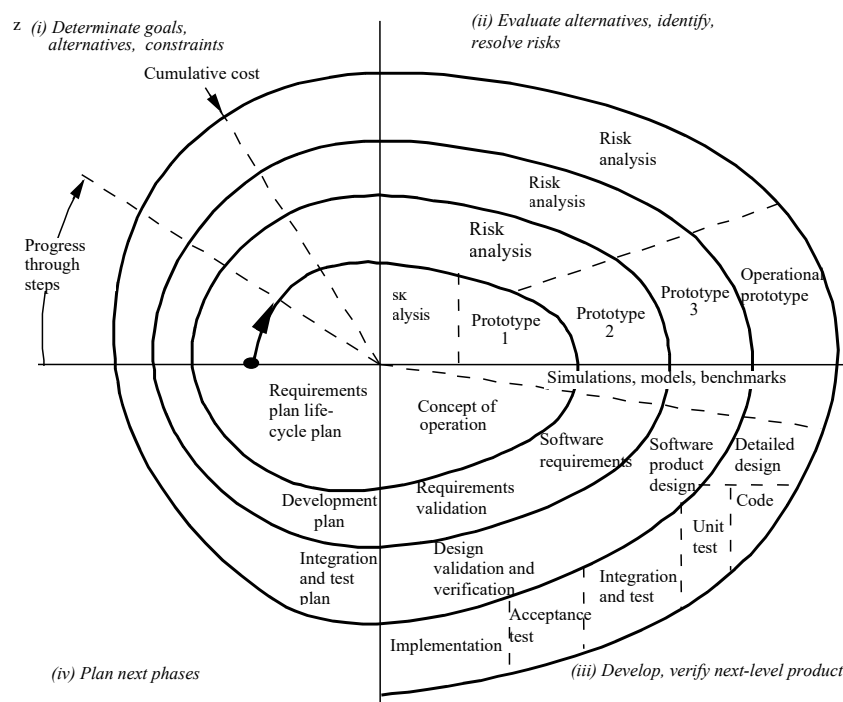 z (i) Determinate goals,
alternatives, constraints
(ii) Evaluate alternatives, identify,
resolve risks
Cumulative cost
Progress
through
steps
Risk
analysis
Risk
analysis
Risk
analysis
sk
alysis
Prototype
1
Prototype
2
Prototype
3
Operational
prototype
Simulations, models, benchmarks
Requirements
plan life-
cycle plan
Concept of
operation
Software
requirements
Software
product
design
Detailed
design
Code
Development
plan
Requirements
validation
Unit
test
Integration
and test
plan
Design
validation and
verification
Integration
and test
Acceptance
test
Implementation
(iv) Plan next phases
(iii) Develop, verify next-level product